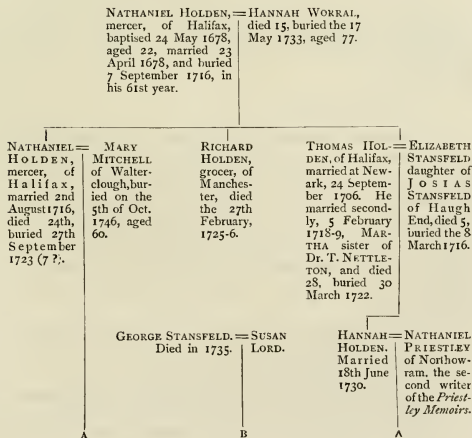 NATHANIEL HOLDEN,
mercer, of Halifax,
baptised 24 May 1678,
aged 22, married 23
April 1678, and buried
7 September 1716, in
his 61st year.
= HANNAH WORRAL,
died 15, buried the 17
May 1733, aged 77.
NATHANIEL =
HOLDEN,
mercer, of
Halifax,
married 2nd
August 1716,
died 24th,
buried 27th
September
1723 (7 ?).
MARY
MITCHELL
of Walter-
clough, bur-
ied on the
5th of Oct.
1746, aged
60.
RICHARD
HOLDEN,
grocer, of
Manches-
ter, died
the 27th
February,
1725-6.
THOMAS HOL-
DEN, of Halifax,
married at New-
ark, 24 Septem-
ber 1706. He
married second-
ly, 5 February
1718-9, MAR-
THA sister of
Dr. T. NETTLE-
TON, and died
28, buried 30
March 1722.
= ELIZABETH
STANSFELD
daughter of
JOSIAS
STANSFELD
of Haugh
End, died 5,
buried the 8
March 1716.
GEORGE STANSFELD. = SUSAN
Died in 1735. LORD.
HANNAH =
HOLDEN.
Married
18th June
1730.
NATHANIEL
PRIESTLEY
of Northow-
ram. the se-
cond writer
of the Priest-
ley Memoirs.
A B A